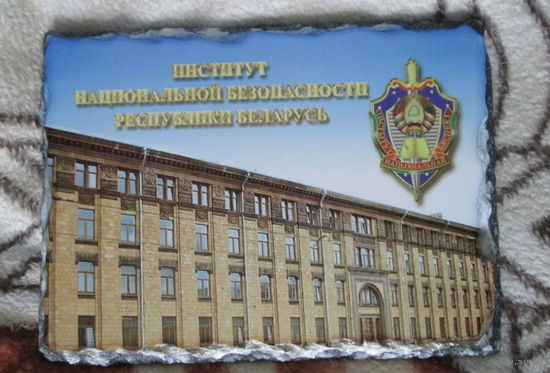 ИНСТИТУТ
НАЦИОНАЛЬНОЙ БЕЗОПАСНОСТИ
РЕСПУБЛИКИ БЕЛАРУСЬ